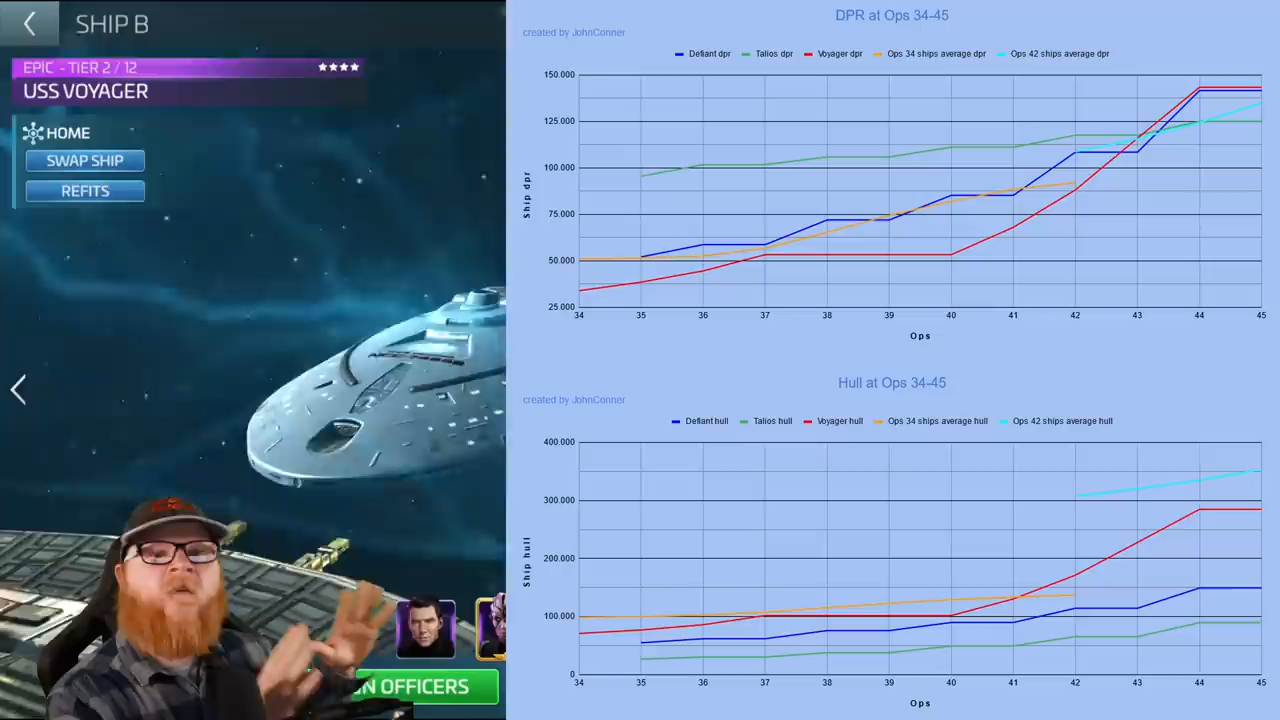 SHIP B
EPIC - TIER 2 / 12
USS VOYAGER
HOME
SWAP SHIP
REFITS
N OFFICERS
DPR at Ops 34-45
created by JohnConner
Defiant dpr Talios dpr Voyager dpr Ops 34 ships average dpr Ops 42 ships average dpr
150.000
125.000
100.000
75.000
50.000
25.000
Ship dpr
34 35 36 37 38 39 40 41 42 43 44 45
Ops
Hull at Ops 34-45
created by JohnConner
Defiant hull Talios hull Voyager hull Ops 34 ships average hull Ops 42 ships average hull
400.000
300.000
200.000
100.000
0
Ship hull
34 35 36 37 38 39 40 41 42 43 44 45
Ops